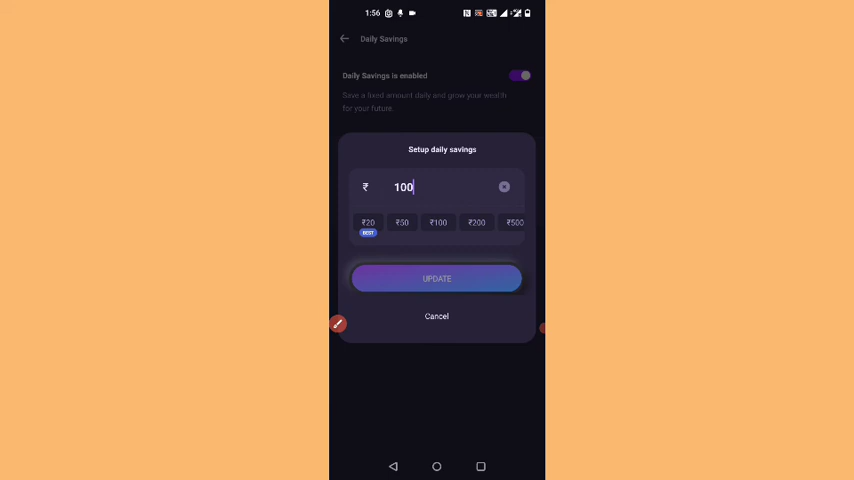 1:56
Daily Savings
Daily Savings is enabled
Save a fixed amount daily and grow your wealth
for your future.
Setup daily savings
₹ 100
₹20 ₹50 ₹100 ₹200 ₹500
BEST
UPDATE
Cancel